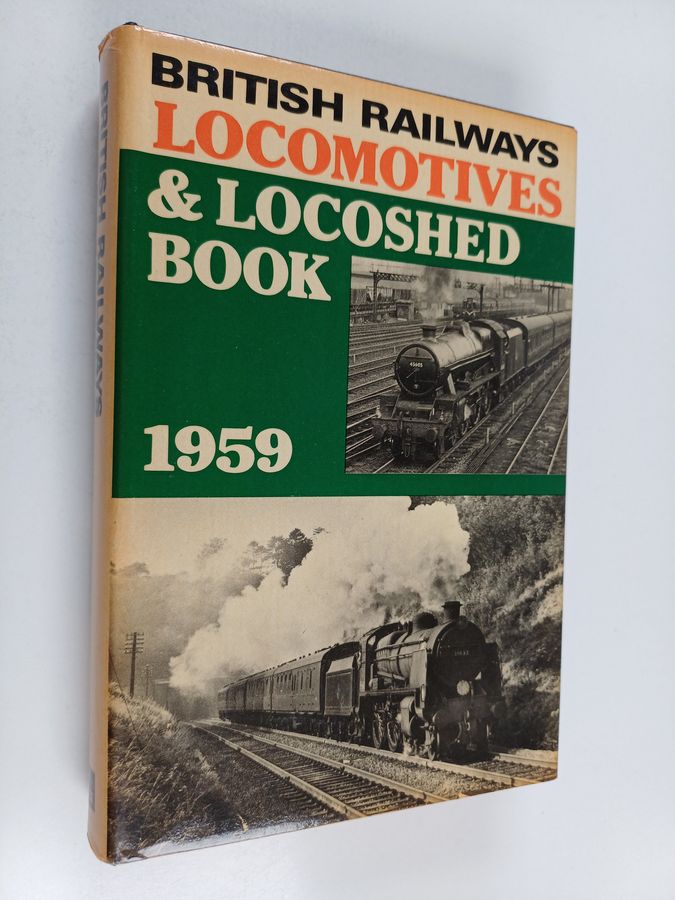 BRITISH RAILWAYS
LOCOMOTIVES
& LOCOSHED
BOOK
1959
BRITISH RAILWAYS